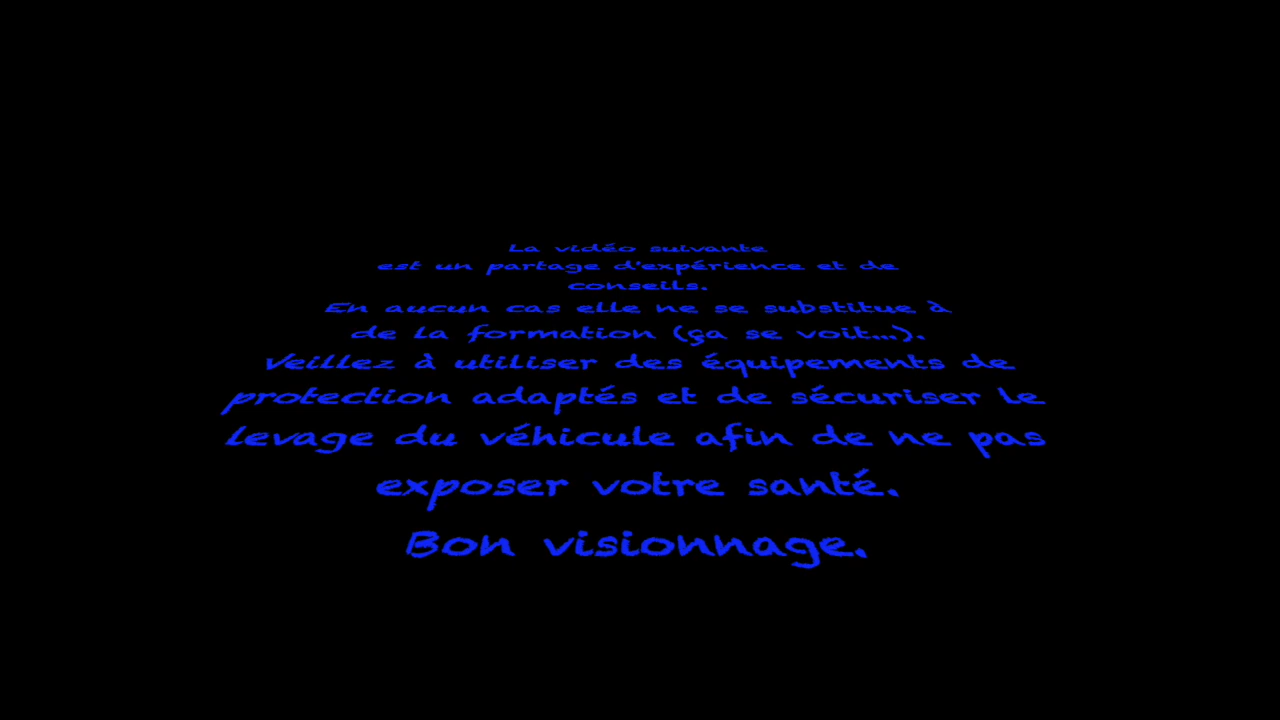 La vidéo suivante
est un partage d'expérience et de
conseils.
En aucun cas elle ne se substitue à
de la formation (ça se voit...).
Veillez à utiliser des équipements de
protection adaptés et de sécuriser le
levage du véhicule afin de ne pas
exposer votre santé.
Bon visionnage.